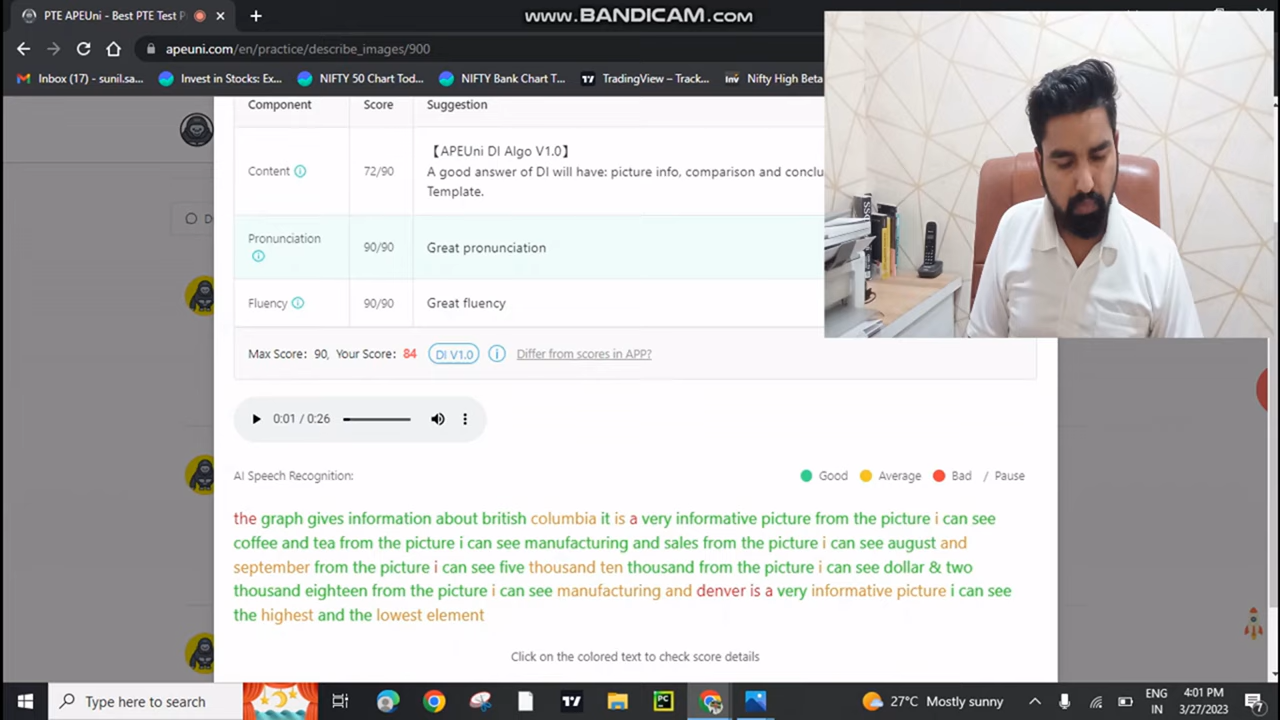 PTE APEUni - Best PTE Test P
www.BANDICAM.com
apeuni.com/en/practice/describe_images/900
Inbox (17) - sunil.sa...
Invest in Stocks: Ex...
NIFTY 50 Chart Tod...
NIFTY Bank Chart T...
TradingView – Track...
Nifty High Beta
Component Score Suggestion
【APEUni DI Algo V1.0】
Content 72/90 A good answer of DI will have: picture info, comparison and conclu
Template.
Pronunciation 90/90 Great pronunciation
Fluency 90/90 Great fluency
Max Score: 90, Your Score: 84 DI V1.0 Differ from scores in APP?
0:01 / 0:26
AI Speech Recognition: Good Average Bad / Pause
the graph gives information about british columbia it is a very informative picture from the picture i can see
coffee and tea from the picture i can see manufacturing and sales from the picture i can see august and
september from the picture i can see five thousand ten thousand from the picture i can see dollar & two
thousand eighteen from the picture i can see manufacturing and denver is a very informative picture i can see
the highest and the lowest element
Click on the colored text to check score details
Type here to search
27°C Mostly sunny
ENG
IN
4:01 PM
3/27/2023
7